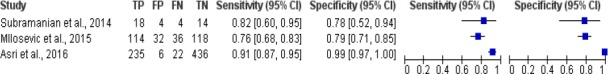 Study TP FP FN TN Sensitivity (95% CI) Specificity (95% CI) Sensitivity (95% CI) Specificity (95% CI)
Subramanian et al., 2014 18 4 4 14 0.82 [0.60, 0.95] 0.78 [0.52, 0.94]
Milosevic et al., 2015 114 32 36 118 0.76 [0.68, 0.83] 0.79 [0.71, 0.85]
Asri et al., 2016 235 6 22 436 0.91 [0.87, 0.95] 0.99 [0.97, 1.00]
0 0.2 0.4 0.6 0.8 1 0 0.2 0.4 0.6 0.8 1